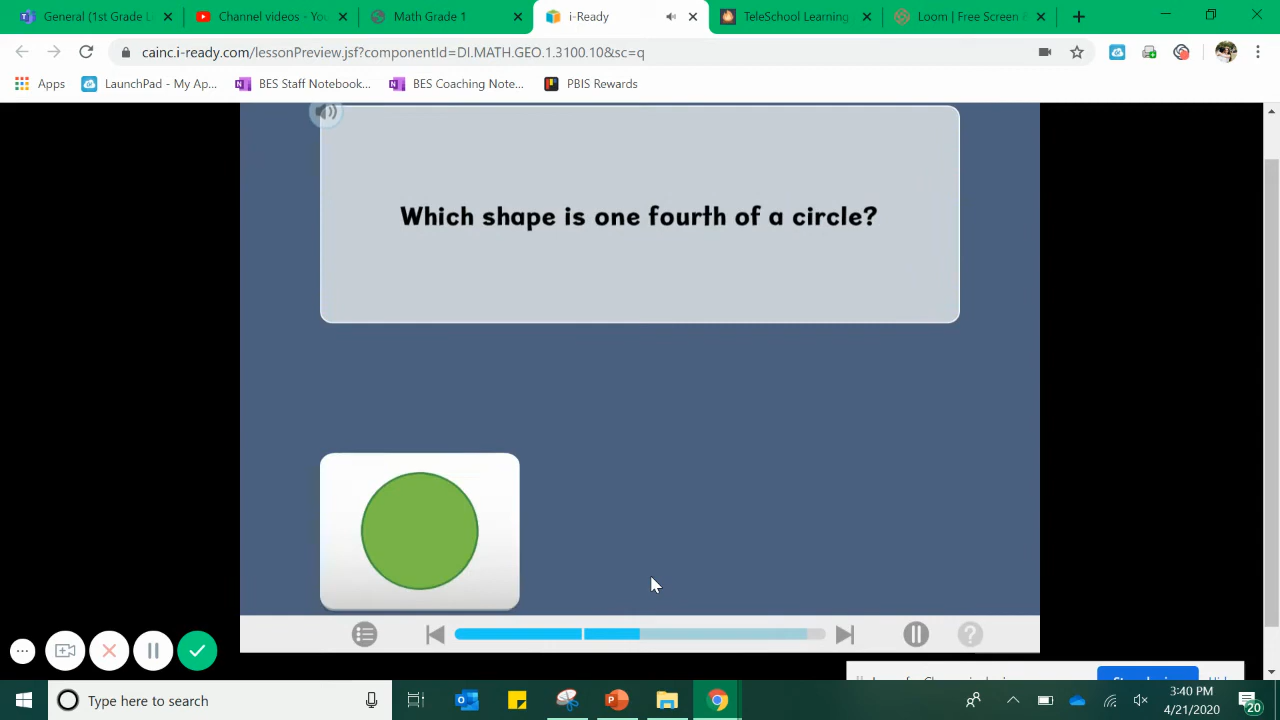 General (1st Grade L
Channel videos - You
Math Grade 1
i-Ready
TeleSchool Learning
Loom | Free Screen &
cainc.i-ready.com/lessonPreview.jsf?componentId=DI.MATH.GEO.1.3100.10&sc=q
Apps
LaunchPad - My Ap...
BES Staff Notebook...
BES Coaching Note...
PBIS Rewards
Which shape is one fourth of a circle?
Type here to search
3:40 PM
4/21/2020
20